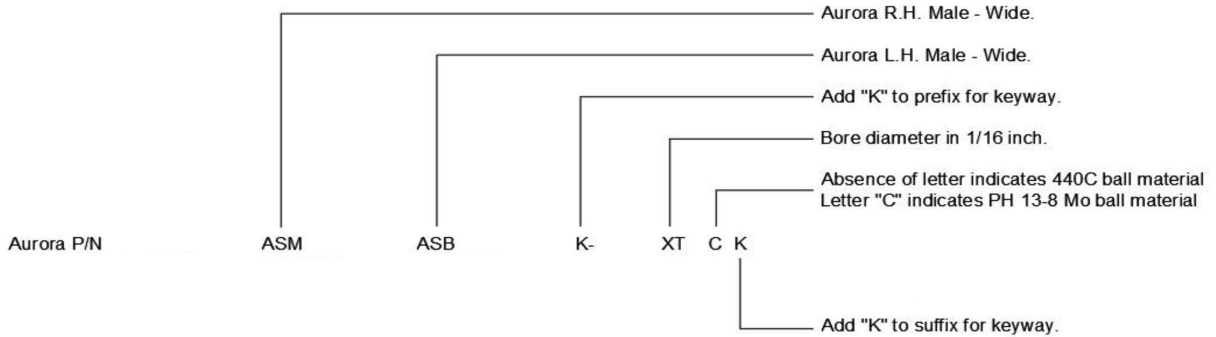 Aurora R.H. Male - Wide.
Aurora L.H. Male - Wide.
Add "K" to prefix for keyway.
Bore diameter in 1/16 inch.
Absence of letter indicates 440C ball material
Letter "C" indicates PH 13-8 Mo ball material
Aurora P/N ASM ASB K- XT C K
Add "K" to suffix for keyway.